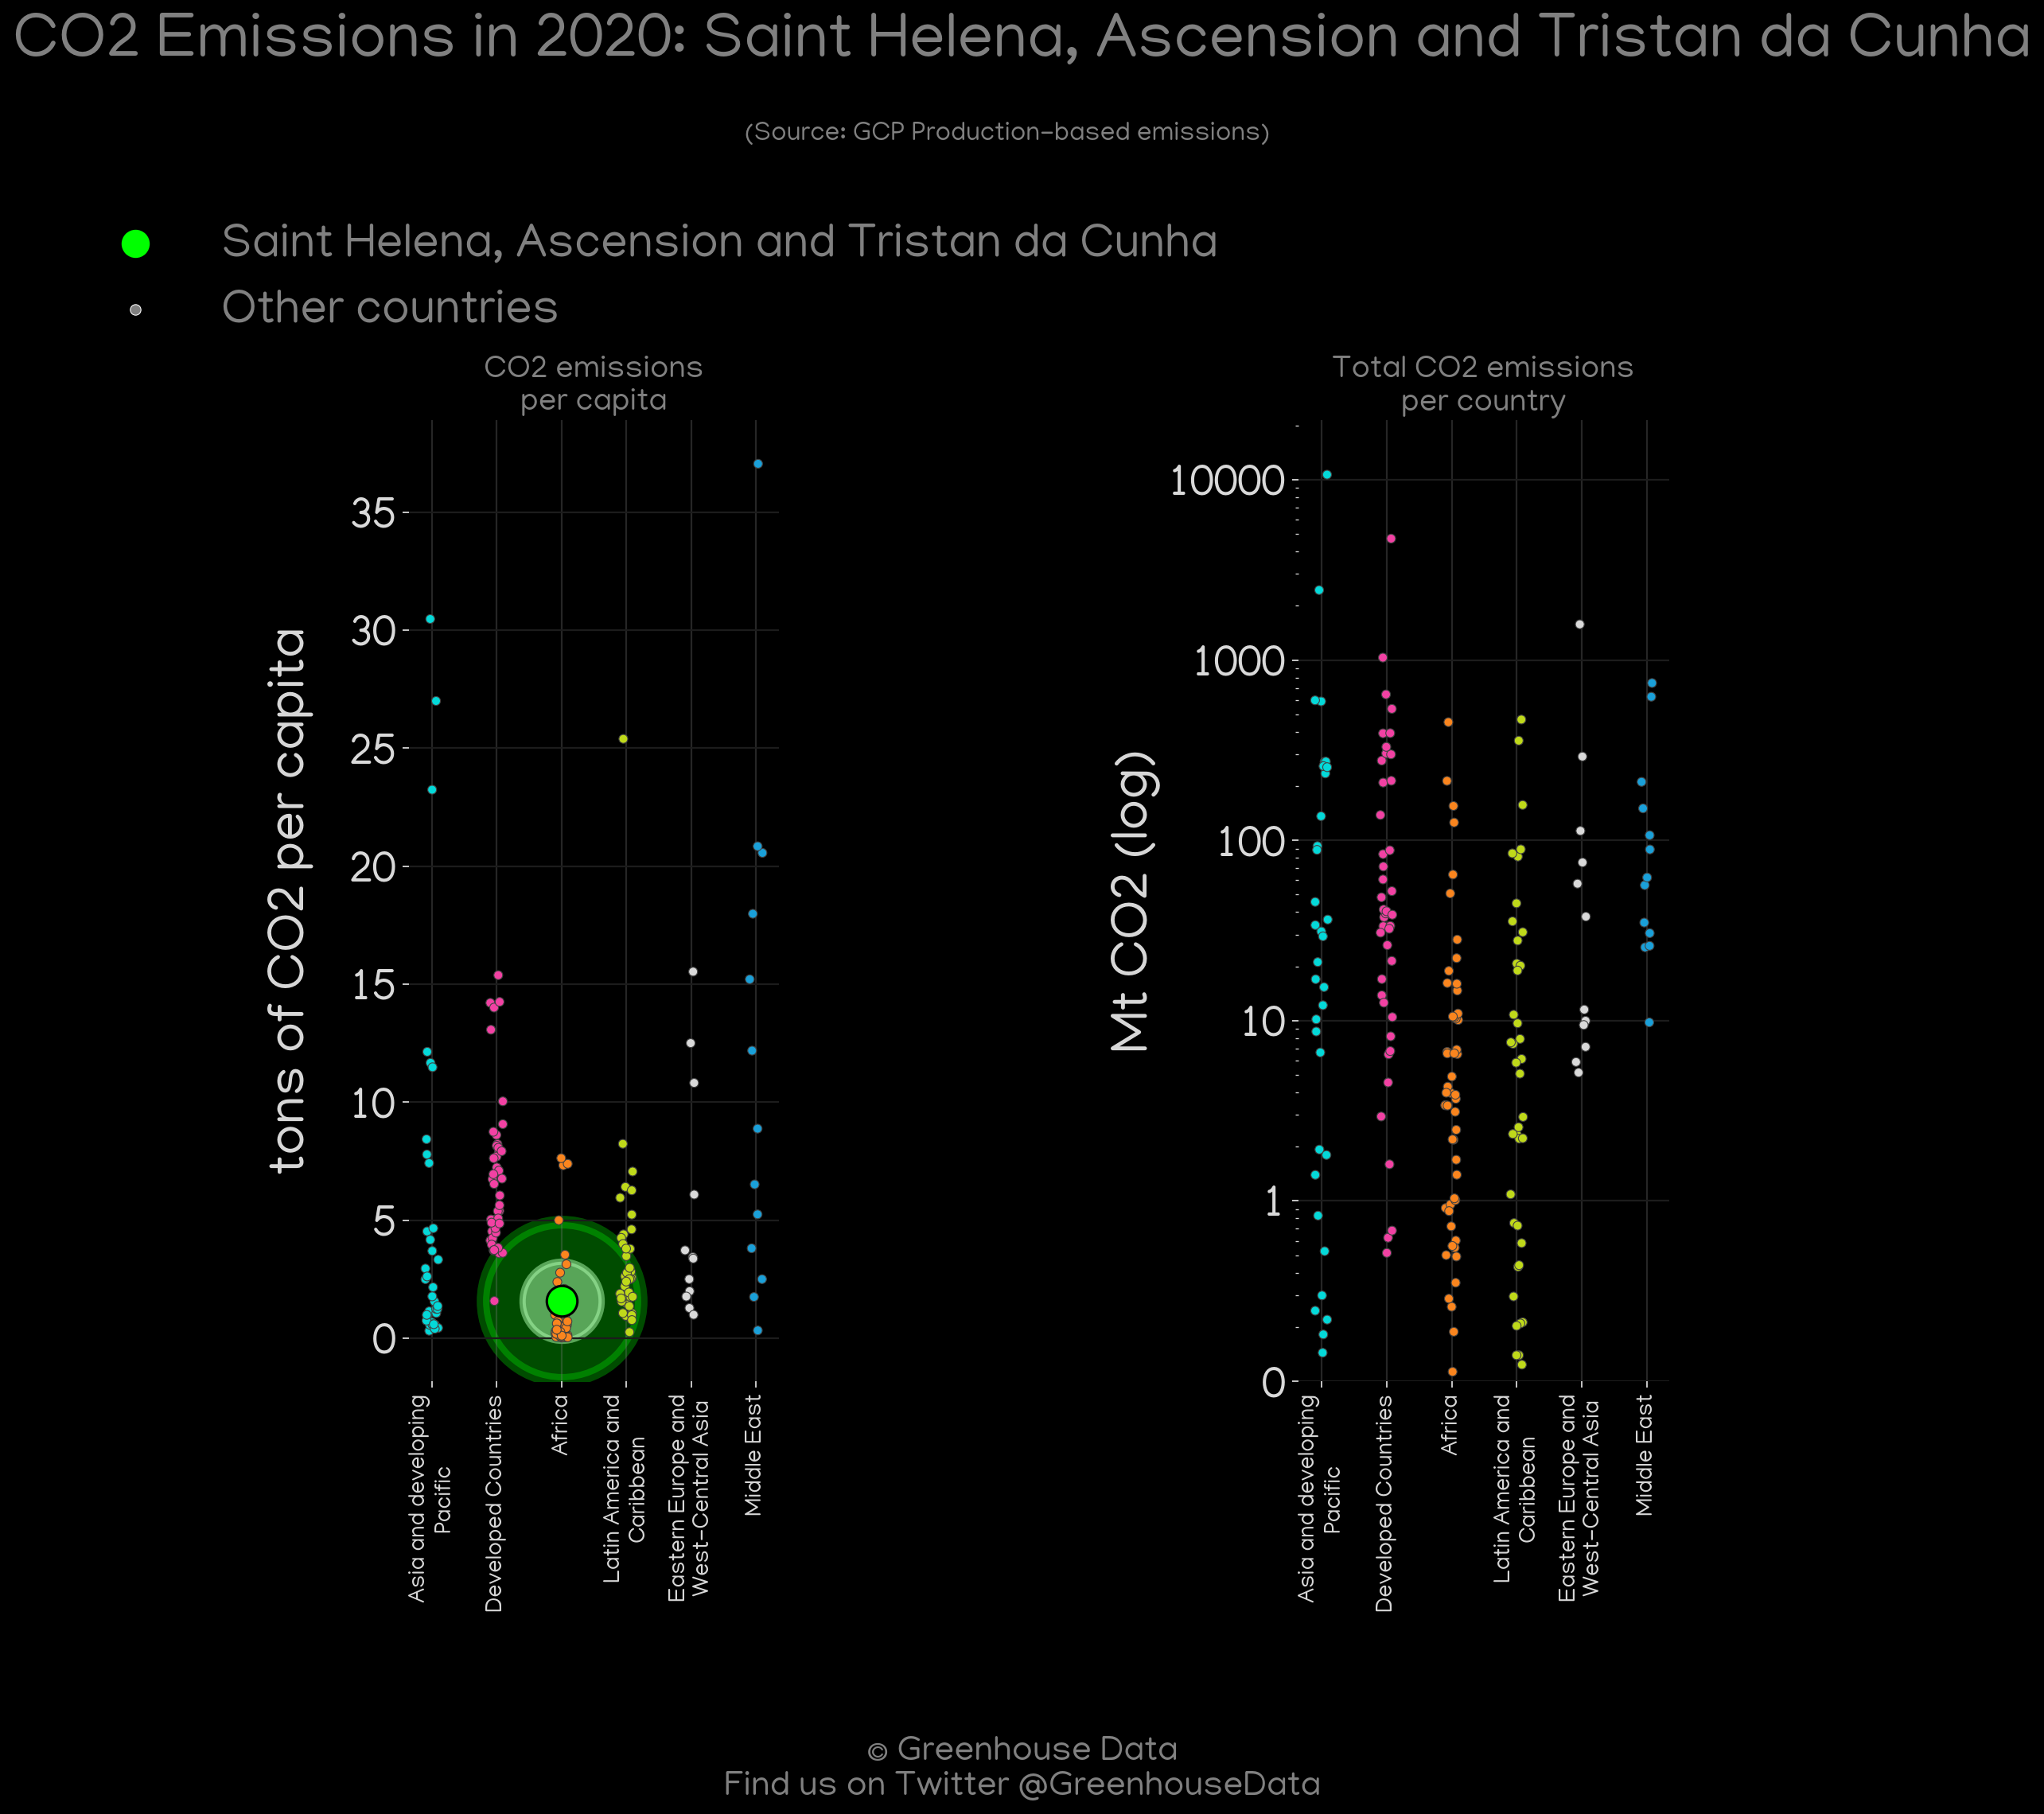 CO2 Emissions in 2020: Saint Helena, Ascension and Tristan da Cunha
(Source: GCP Production-based emissions)
Saint Helena, Ascension and Tristan da Cunha
Other countries
CO2 emissions
per capita
tons of CO2 per capita
35
30
25
20
15
10
5
0
Asia and developing
Pacific
Developed Countries
Africa
Latin America and
Caribbean
Eastern Europe and
West-Central Asia
Middle East
Total CO2 emissions
per country
Mt CO2 (log)
10000
1000
100
10
1
0
Asia and developing
Pacific
Developed Countries
Africa
Latin America and
Caribbean
Eastern Europe and
West-Central Asia
Middle East
© Greenhouse Data
Find us on Twitter @GreenhouseData